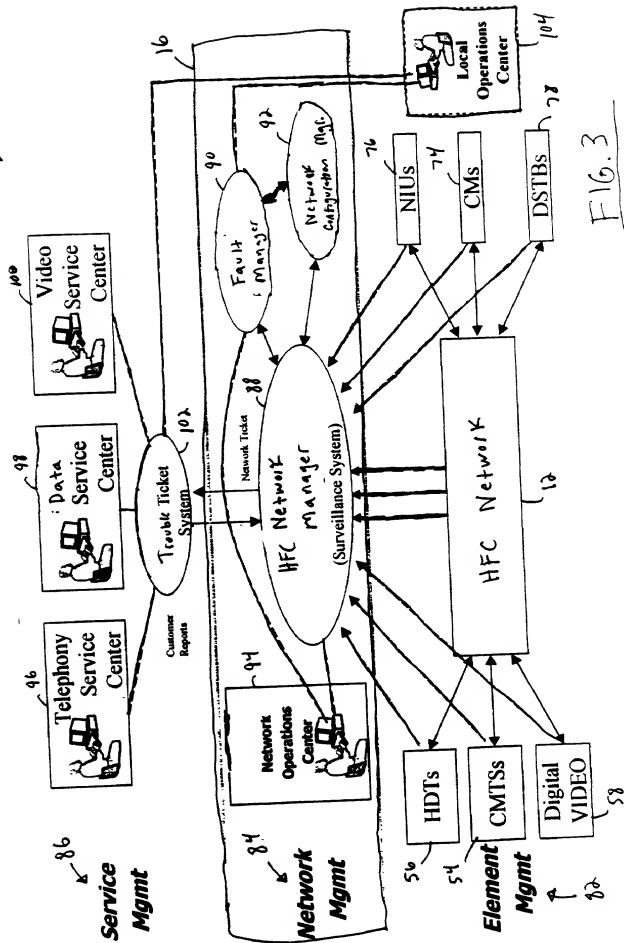 86
Service
Mgmt
96
Telephony
Service
Center
98
Data
Service
Center
100
Video
Service
Center
Customer
Reports
Trouble Ticket
System
102
Network Ticket
16
84
Network
Mgmt
94
Network
Operations
Center
88
HFC Network
Manager
(Surveillance System)
90
Fault
Manager
92
Network
Configuration Mgr.
Local
Operations
Center
104
56
HDTs
54
CMTSs
Digital
VIDEO
58
Element
Mgmt
82
HFC Network
12
76
NIUs
74
CMs
DSTBs
78
FIG. 3